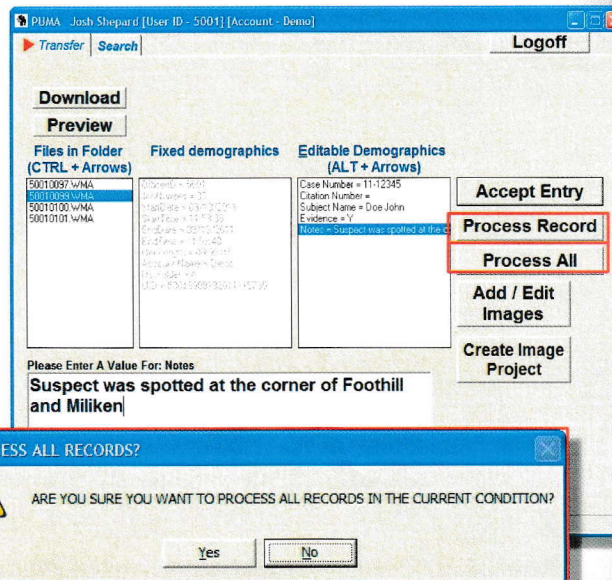 PUMA Josh Shepard [User ID - 5001] [Account - Demo]
Transfer Search
Logoff
Download
Preview
Files in Folder
(CTRL + Arrows)
Fixed demographics
Editable Demographics
(ALT + Arrows)
50010097.WMA
50010099.WMA
50010100.WMA
50010101.WMA
Case Number = 11-12345
Citation Number =
Subject Name = Doe John
Evidence = Y
Notes = Suspect was spotted at the c
Accept Entry
Process Record
Process All
Add / Edit
Images
Create Image
Project
Please Enter A Value For: Notes
Suspect was spotted at the corner of Foothill
and Miliken
ESS ALL RECORDS?
ARE YOU SURE YOU WANT TO PROCESS ALL RECORDS IN THE CURRENT CONDITION?
Yes
No